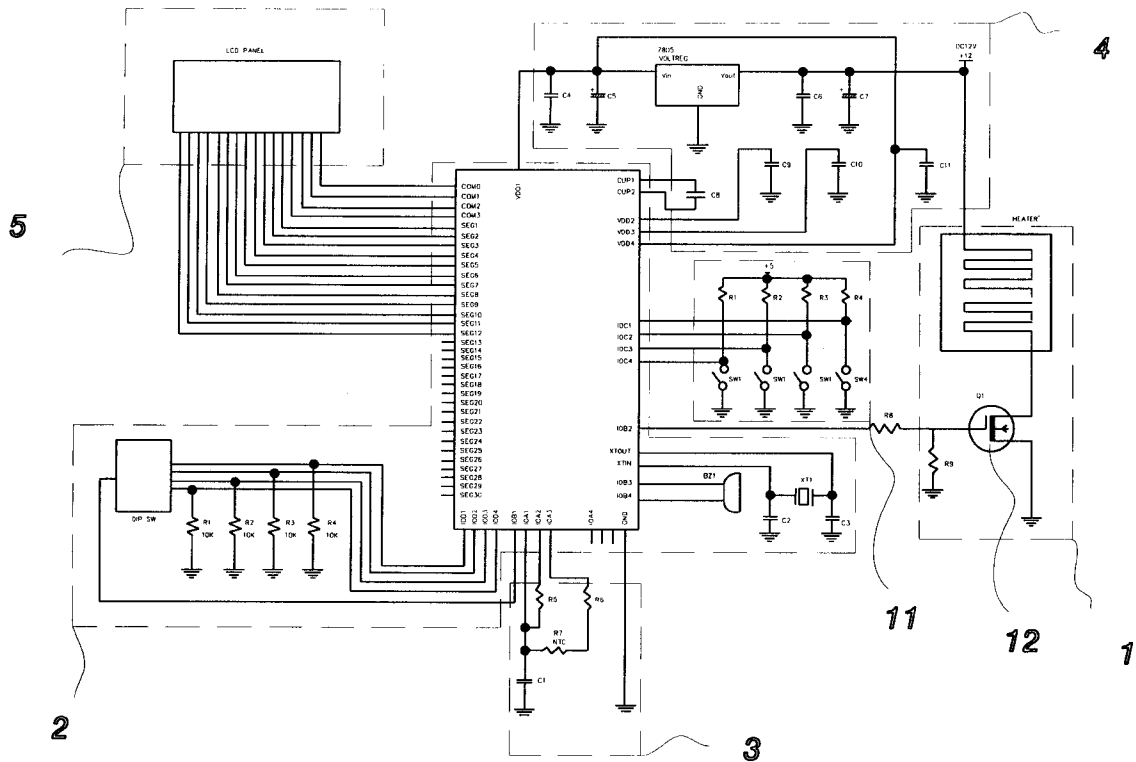 LCD PANEL
7805
VOLTREG
Vin
Vout
GND
DC12V
+12
C4
C5
C6
C7
4
C9
C10
C11
5
VDD1
CUP1
CUP2
C8
VDD2
VDD3
VDD4
HEATER
COM0
COM1
COM2
COM3
SEG1
SEG2
SEG3
SEG4
SEG5
SEG6
SEG7
SEG8
SEG9
SEG10
SEG11
SEG12
SEG13
SEG14
SEG15
SEG16
SEG17
SEG18
SEG19
SEG20
SEG21
SEG22
SEG23
SEG24
SEG25
SEG26
SEG27
SEG28
SEG29
SEG30
+5
R1
R2
R3
R4
IOC1
IOC2
IOC3
IOC4
SW1
SW1
SW1
SW4
IOB2
R8
Q1
R9
XTOUT
XTIN
IOB3
IOB4
BZ1
XT1
C2
C3
DIP SW
R1
10K
R2
10K
R3
10K
R4
10K
IOD1
IOD2
IOD3
IOD4
IOB1
IOA1
IOA2
IOA3
IOA4
GND
R5
R6
R7
NTC
C1
11
12
1
2
3